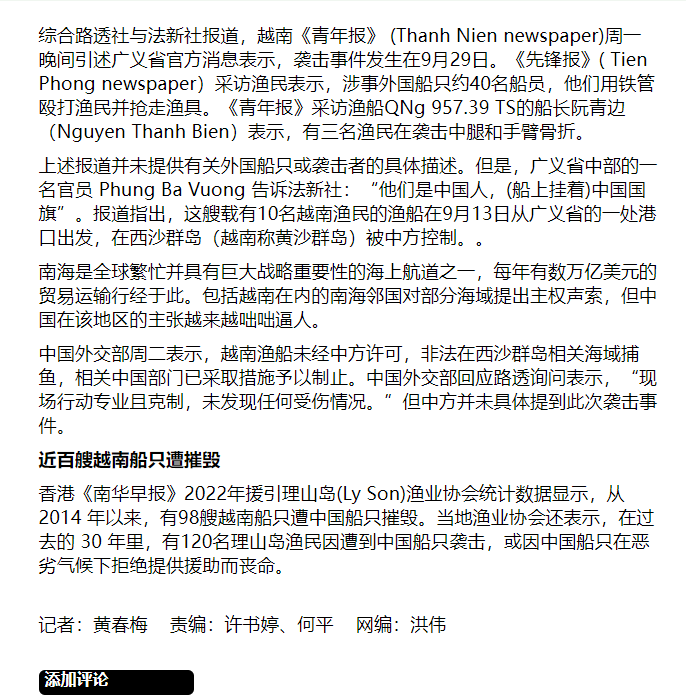 综合路透社与法新社报道，越南《青年报》 (Thanh Nien newspaper)周一
晚间引述广义省官方消息表示，袭击事件发生在9月29日。《先锋报》( Tien
Phong newspaper）采访渔民表示，涉事外国船只约40名船员，他们用铁管
殴打渔民并抢走渔具。《青年报》采访渔船QNg 957.39 TS的船长阮青边
（Nguyen Thanh Bien）表示，有三名渔民在袭击中腿和手臂骨折。
上述报道并未提供有关外国船只或袭击者的具体描述。但是，广义省中部的一
名官员 Phung Ba Vuong 告诉法新社：“他们是中国人，(船上挂着)中国国
旗”。报道指出，这艘载有10名越南渔民的渔船在9月13日从广义省的一处港
口出发，在西沙群岛（越南称黄沙群岛）被中方控制。。
南海是全球繁忙并具有巨大战略重要性的海上航道之一，每年有数万亿美元的
贸易运输行经于此。包括越南在内的南海邻国对部分海域提出主权声索，但中
国在该地区的主张越来越咄咄逼人。
中国外交部周二表示，越南渔船未经中方许可，非法在西沙群岛相关海域捕
鱼，相关中国部门已采取措施予以制止。中国外交部回应路透询问表示，“现
场行动专业且克制，未发现任何受伤情况。”但中方并未具体提到此次袭击事
件。
近百艘越南船只遭摧毁
香港《南华早报》2022年援引理山岛(Ly Son)渔业协会统计数据显示，从
2014 年以来，有98艘越南船只遭中国船只摧毁。当地渔业协会还表示，在过
去的 30 年里，有120名理山岛渔民因遭到中国船只袭击，或因中国船只在恶
劣气候下拒绝提供援助而丧命。
记者：黄春梅 责编：许书婷、何平 网编：洪伟
添加评论